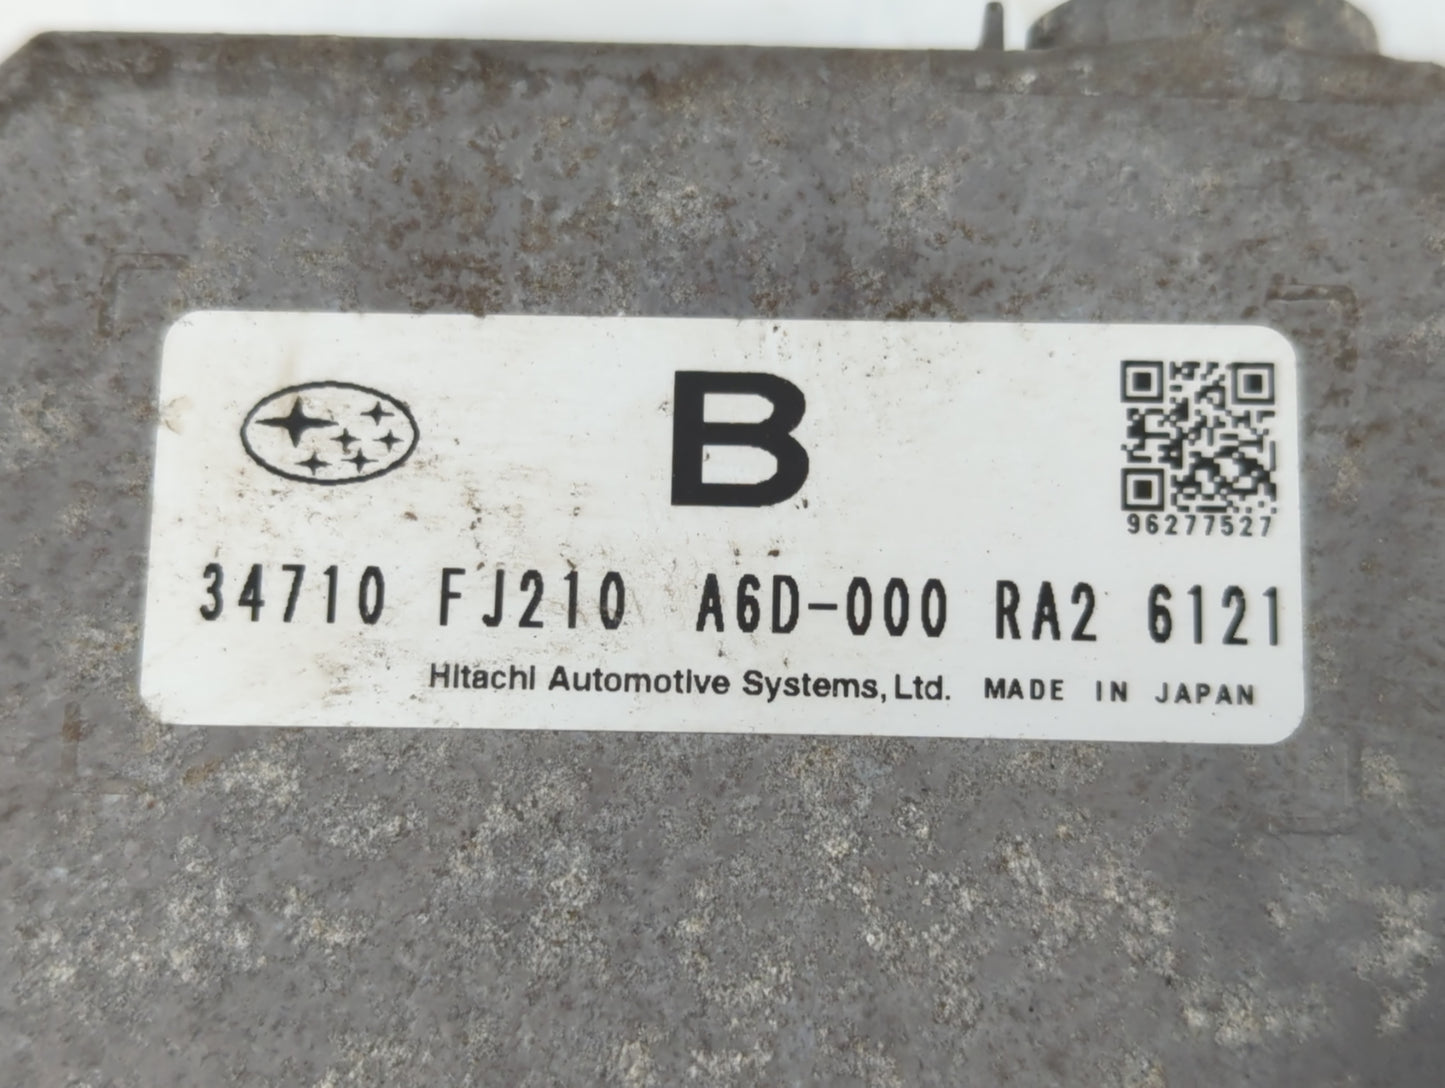 B
96277527
34710 FJ210 A6D-000 RA2 6121
Hitachi Automotive Systems, Ltd. MADE IN JAPAN